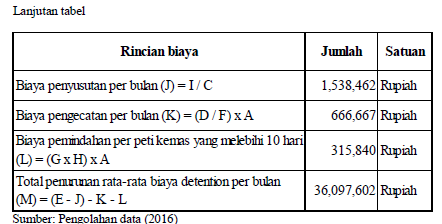 Lanjutan tabel
Rincian biaya Jumlah Satuan
Biaya penyusutan per bulan (J) = I / C 1,538,462 Rupiah
Biaya pengecatan per bulan (K) = (D / F) x A 666,667 Rupiah
Biaya pemindahan per peti kemas yang melebihi 10 hari
(L) = (G x H) x A 315,840 Rupiah
Total penurunan rata-rata biaya detention per bulan
(M) = (E - J) - K - L 36,097,602 Rupiah
Sumber: Pengolahan data (2016)